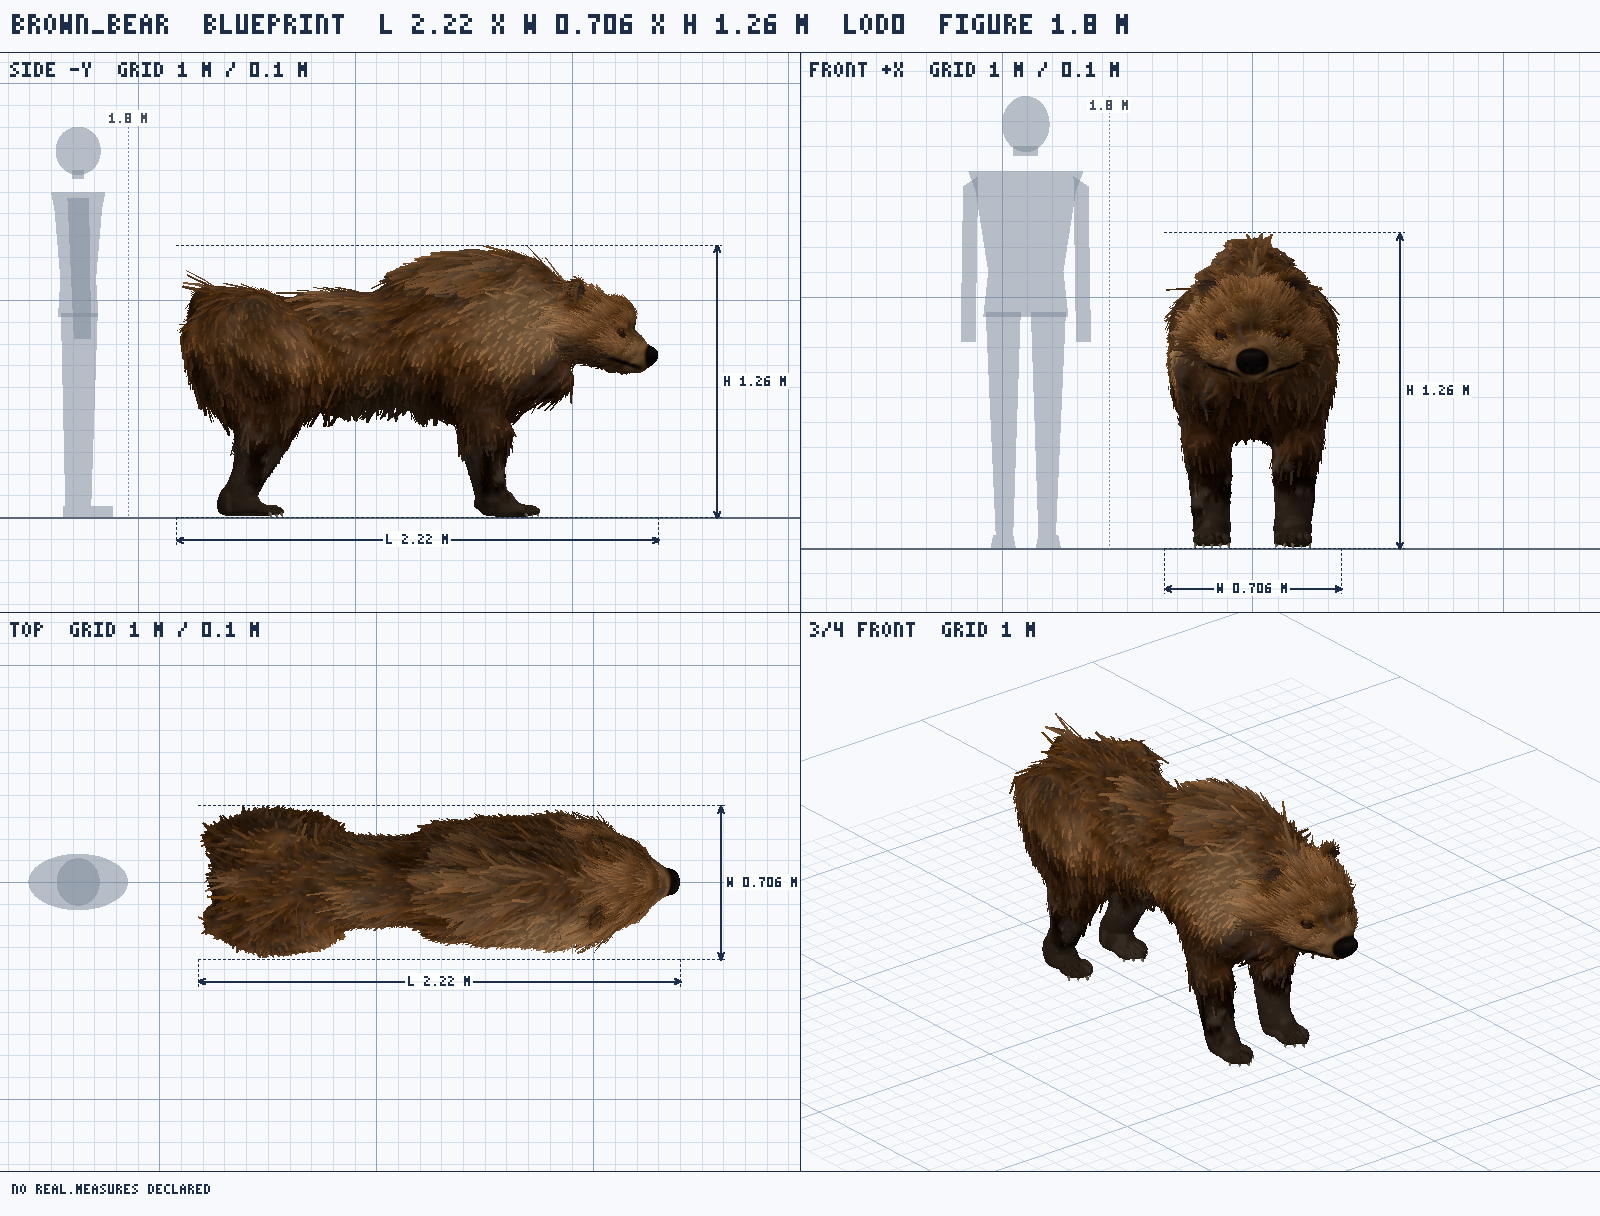 BROWN_BEAR BLUEPRINT L 2.22 X W 0.706 X H 1.26 M LOD0 FIGURE 1.8 M
SIDE -Y GRID 1 M / 0.1 M
1.8 M
H 1.26 M
L 2.22 M
FRONT +X GRID 1 M / 0.1 M
1.8 M
H 1.26 M
W 0.706 M
TOP GRID 1 M / 0.1 M
W 0.706 M
L 2.22 M
3/4 FRONT GRID 1 M
NO REAL.MEASURES DECLARED